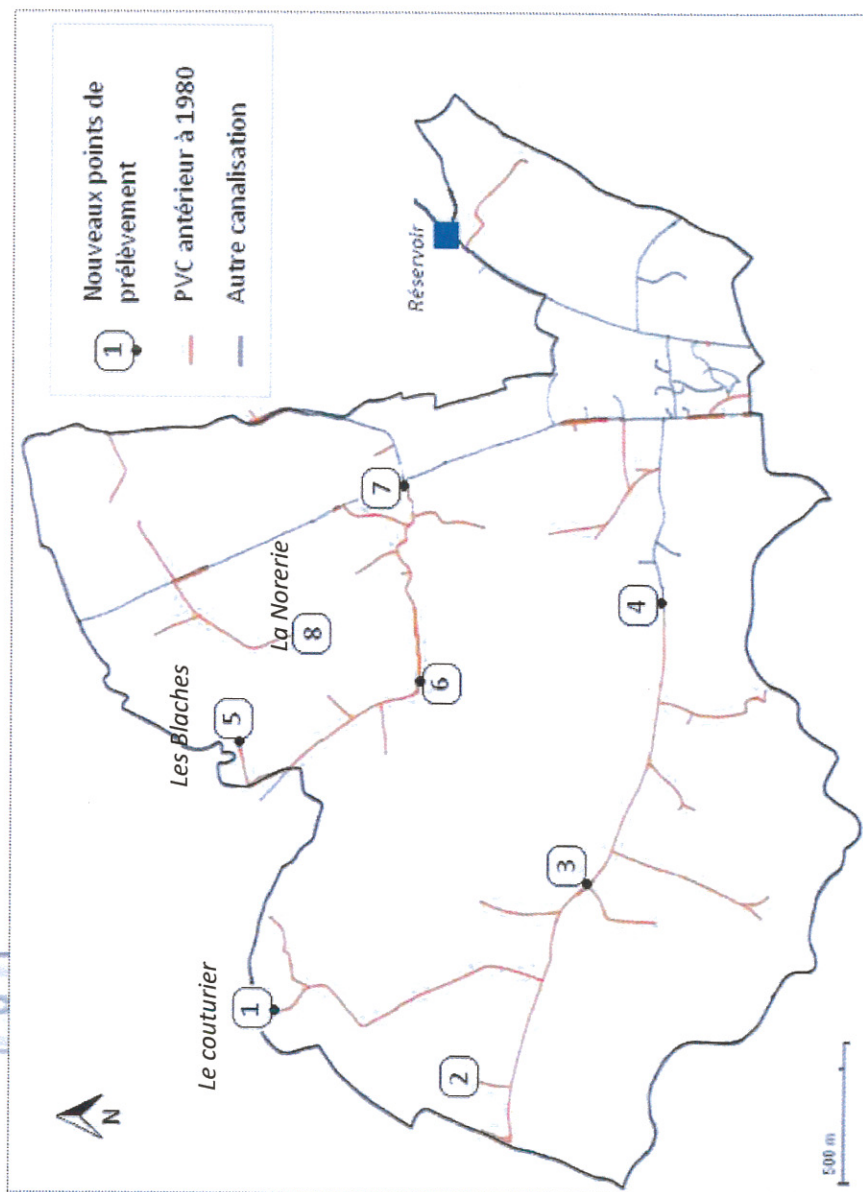 N
Nouveaux points de
prélèvement
1
PVC antérieur à 1980
Autre canalisation
Réservoir
Les Blaches
La Norerie
Le couturier
1
2
3
4
5
6
7
8
500 m